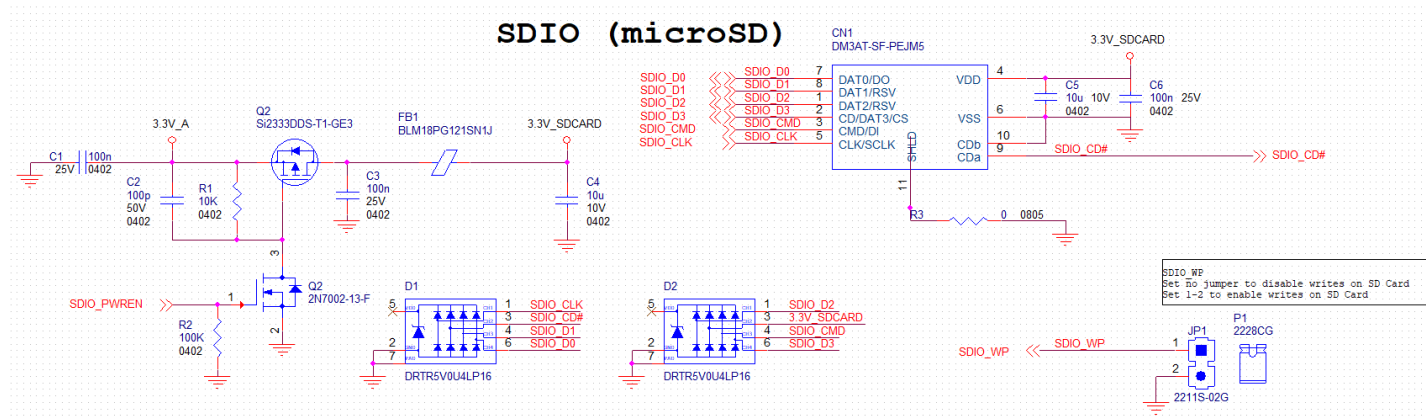 SDIO (microSD)
CN1
DM3AT-SF-PEJM5
3.3V_SDCARD
SDIO_D0 SDIO_D0 7 DAT0/DO VDD 4
SDIO_D1 SDIO_D1 8 DAT1/RSV
SDIO_D2 SDIO_D2 1 DAT2/RSV
SDIO_D3 SDIO_D3 2 CD/DAT3/CS VSS 6
SDIO_CMD SDIO_CMD 3 CMD/DI CDb 10
SDIO_CLK SDIO_CLK 5 CLK/SCLK CDa 9 SDIO_CD# SDIO_CD#
SHLD
11
C5
10u 10V
0402
C6
100n 25V
0402
R3 0 0805
Q2
Si2333DDS-T1-GE3
FB1
BLM18PG121SN1J
3.3V_A
3.3V_SDCARD
C1 100n
25V 0402
C2
100p
50V
0402
R1
10K
0402
C3
100n
25V
0402
C4
10u
10V
0402
3
Q2
2N7002-13-F
SDIO_PWREN 1
2
R2
100K
0402
D1
5 1 SDIO_CLK
3 SDIO_CD#
2 4 SDIO_D1
7 6 SDIO_D0
DRTR5V0U4LP16
D2
5 1 SDIO_D2
3 3.3V_SDCARD
2 4 SDIO_CMD
7 6 SDIO_D3
DRTR5V0U4LP16
SDIO_WP
Set no jumper to disable writes on SD Card
Set 1-2 to enable writes on SD Card
P1
2228CG
JP1
SDIO_WP SDIO_WP 1
2
2211S-02G